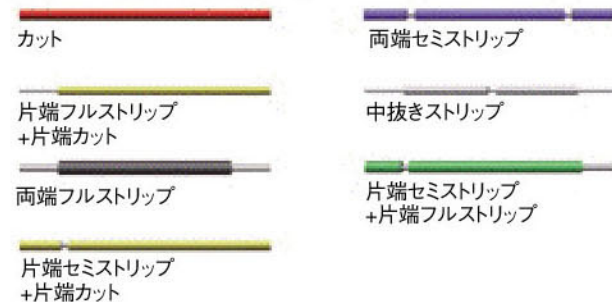 カット
片端フルストリップ
+片端カット
両端フルストリップ
片端セミストリップ
+片端カット
両端セミストリップ
中抜きストリップ
片端セミストリップ
+片端フルストリップ